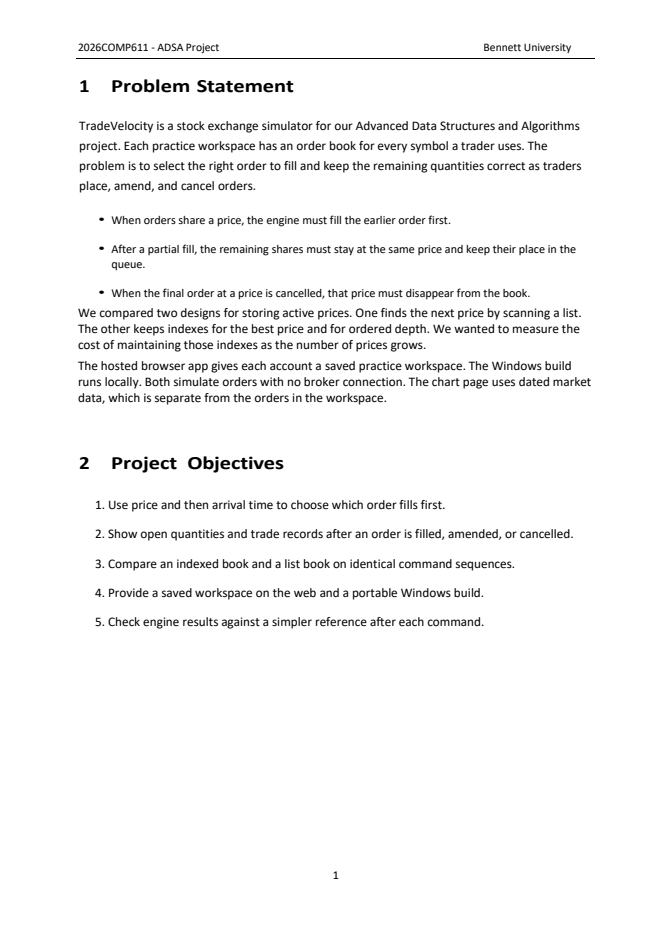 2026COMP611 - ADSA Project
Bennett University
1 Problem Statement
TradeVelocity is a stock exchange simulator for our Advanced Data Structures and Algorithms
project. Each practice workspace has an order book for every symbol a trader uses. The
problem is to select the right order to fill and keep the remaining quantities correct as traders
place, amend, and cancel orders.
• When orders share a price, the engine must fill the earlier order first.
• After a partial fill, the remaining shares must stay at the same price and keep their place in the
queue.
• When the final order at a price is cancelled, that price must disappear from the book.
We compared two designs for storing active prices. One finds the next price by scanning a list.
The other keeps indexes for the best price and for ordered depth. We wanted to measure the
cost of maintaining those indexes as the number of prices grows.
The hosted browser app gives each account a saved practice workspace. The Windows build
runs locally. Both simulate orders with no broker connection. The chart page uses dated market
data, which is separate from the orders in the workspace.
2 Project Objectives
1. Use price and then arrival time to choose which order fills first.
2. Show open quantities and trade records after an order is filled, amended, or cancelled.
3. Compare an indexed book and a list book on identical command sequences.
4. Provide a saved workspace on the web and a portable Windows build.
5. Check engine results against a simpler reference after each command.
1